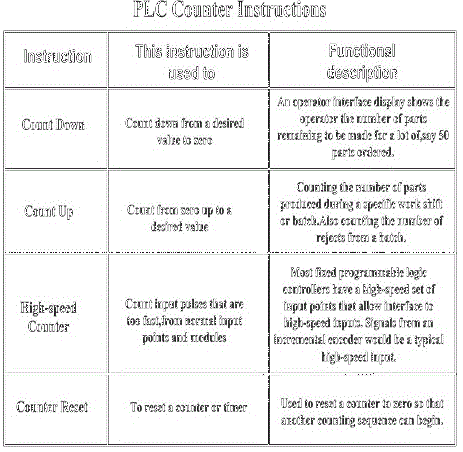 PLC Counter Instructions
Instruction
This instruction is
used to
Functional
description
Count Down
Count down from a desired
value to zero
An operator interface display shows the
operator the number of parts
remaining to be made for a lot of,say 50
parts ordered.
Count Up
Count from zero up to a
desired value
Counting the number of parts
produced during a specific work shift
or batch.Also counting the number of
rejects from a batch.
High-speed
Counter
Count input pulses that are
too fast,from normal input
points and modules
Most fixed programmable logic
controllers have a high-speed set of
input points that allow interface to
high-speed inputs. Signals from an
incremental encoder would be a typical
high-speed input.
Counter Reset
To reset a counter or timer
Used to reset a counter to zero so that
another counting sequence can begin.